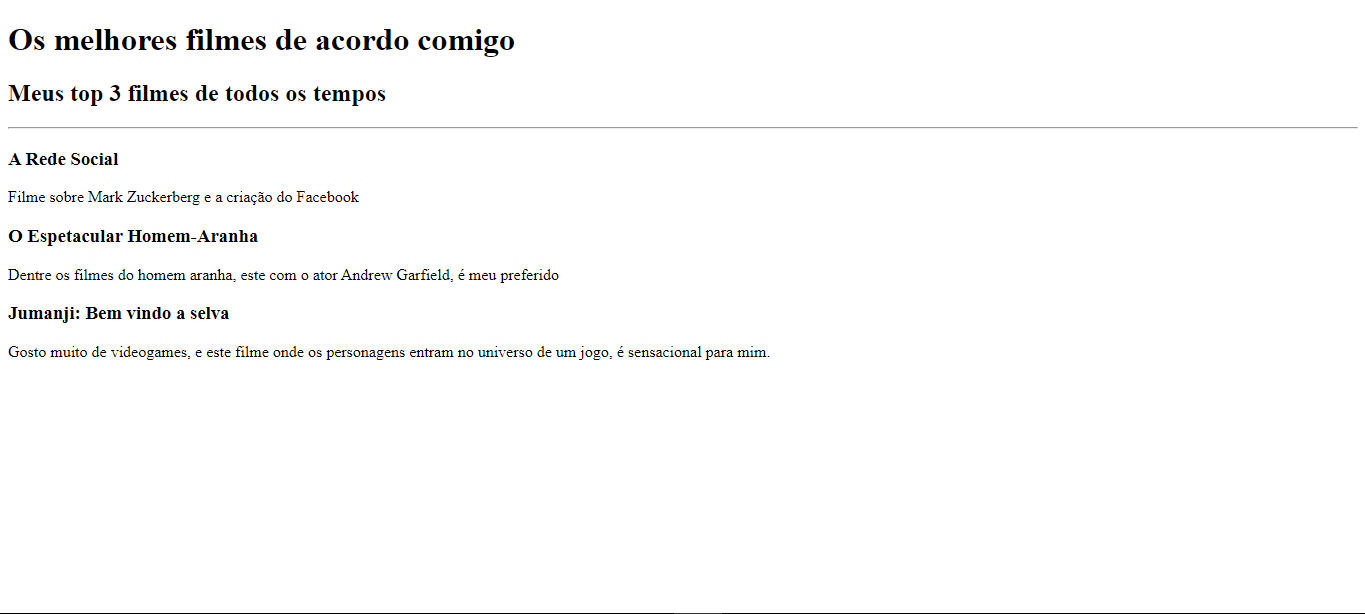 Os melhores filmes de acordo comigo
Meus top 3 filmes de todos os tempos
A Rede Social
Filme sobre Mark Zuckerberg e a criação do Facebook
O Espetacular Homem-Aranha
Dentre os filmes do homem aranha, este com o ator Andrew Garfield, é meu preferido
Jumanji: Bem vindo a selva
Gosto muito de videogames, e este filme onde os personagens entram no universo de um jogo, é sensacional para mim.